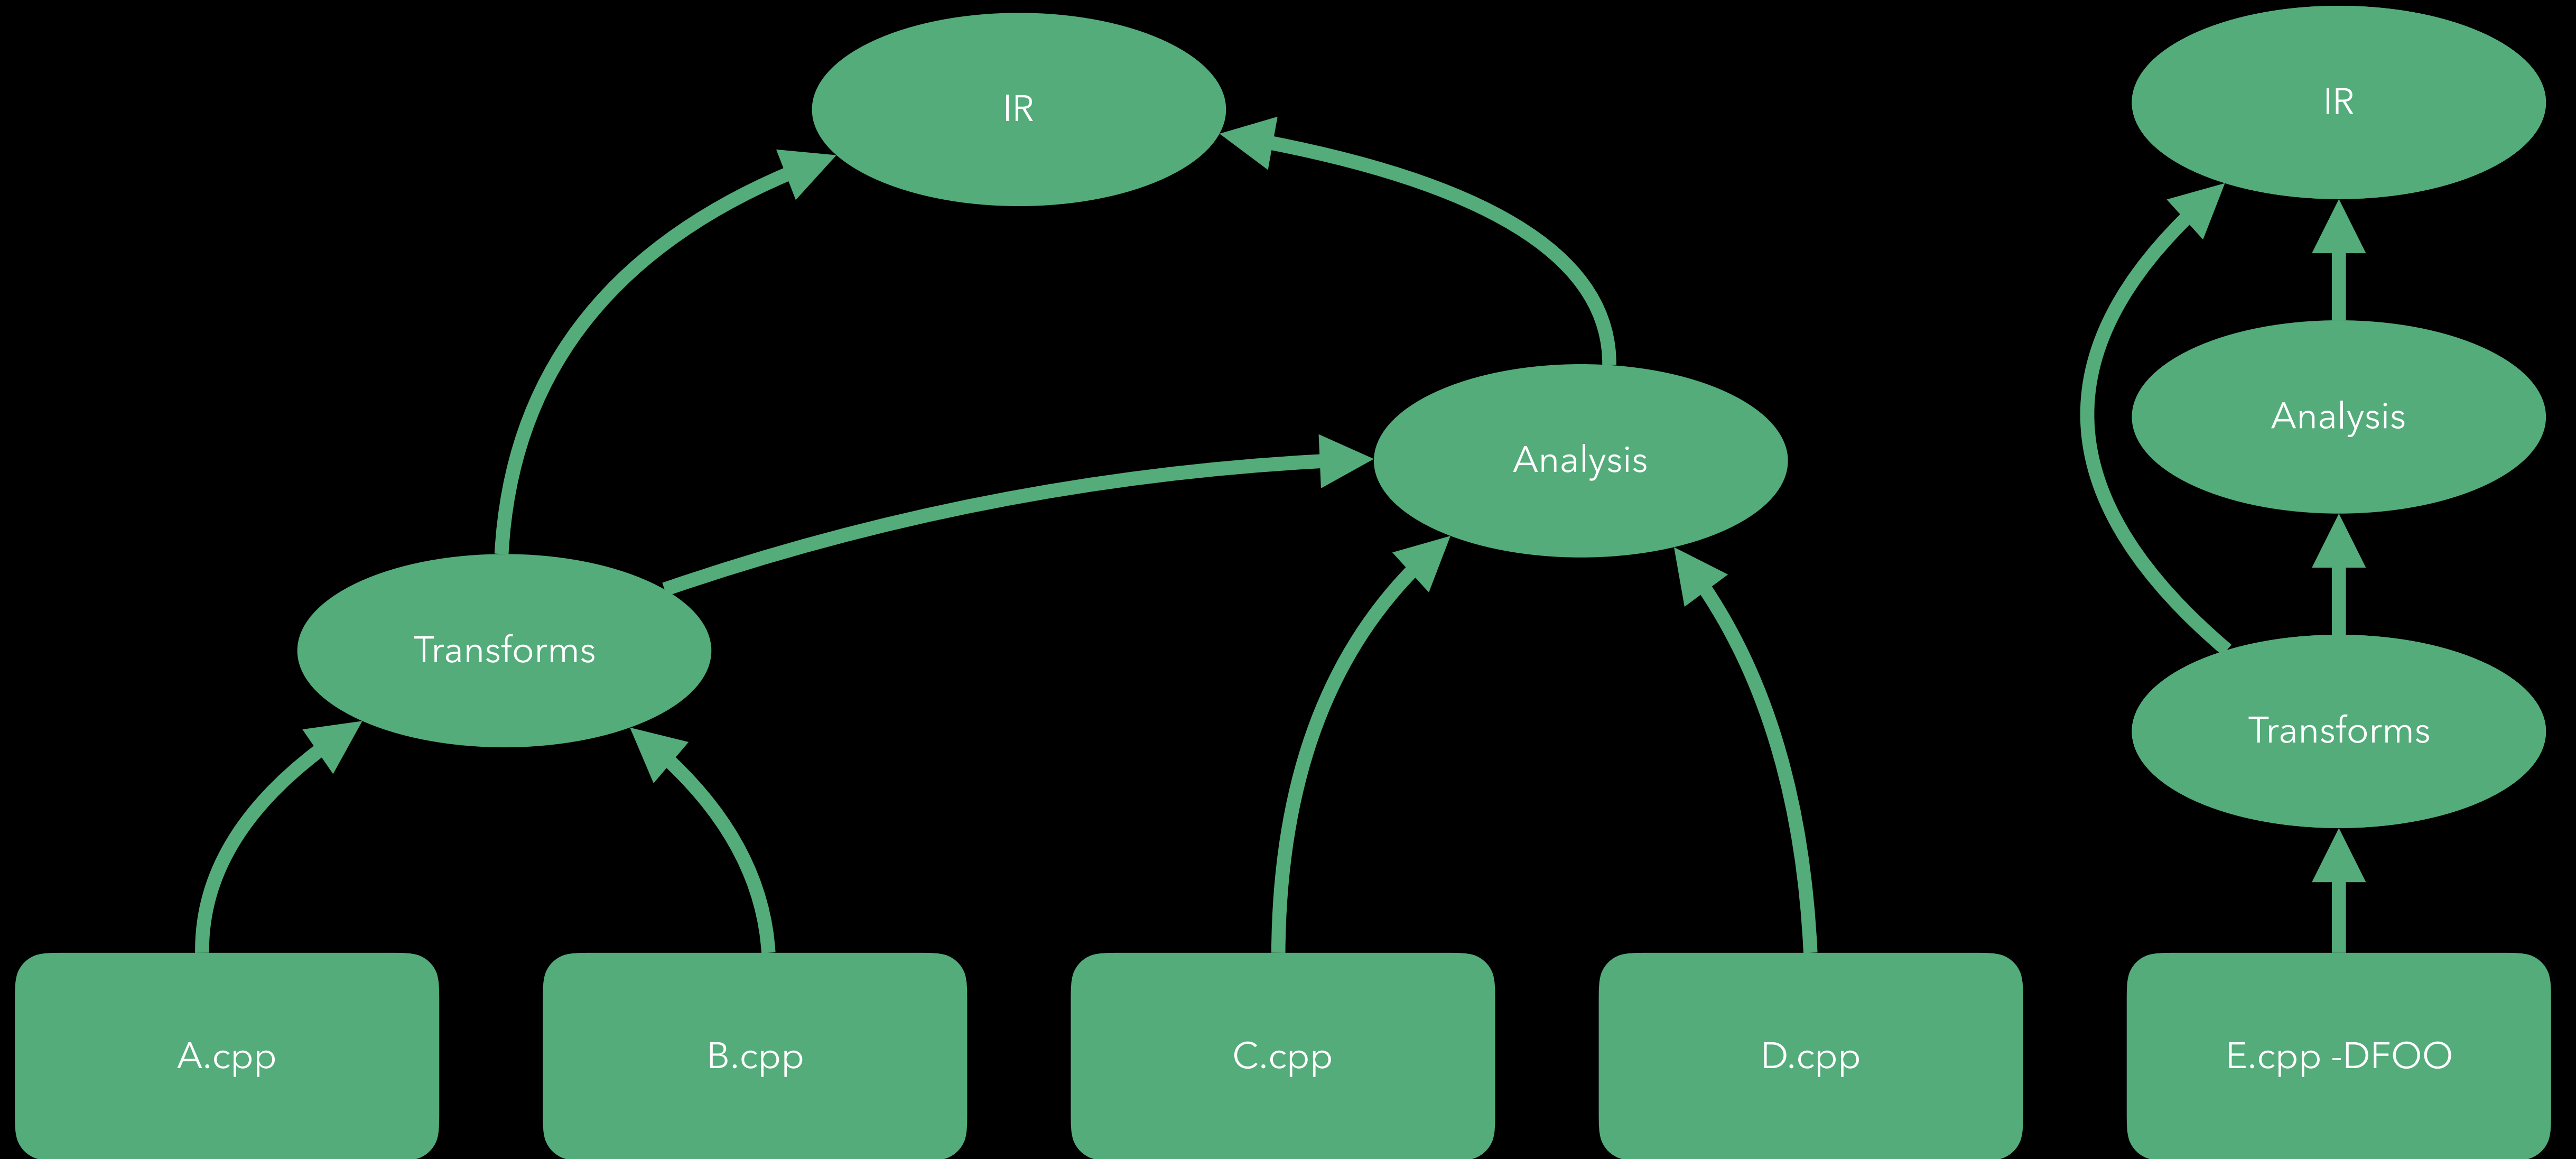 IR
IR
Analysis
Analysis
Transforms
Transforms
A.cpp
B.cpp
C.cpp
D.cpp
E.cpp -DFOO